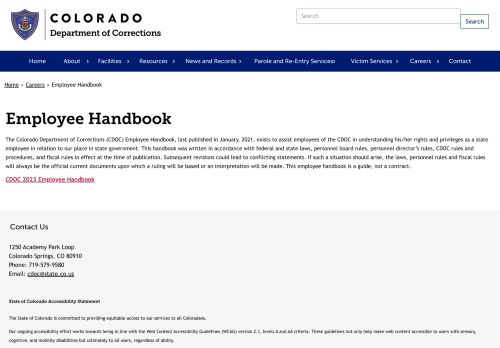 COLORADO
Department of Corrections
Search
Search
Home About › Facilities › Resources › News and Records › Parole and Re-Entry Services › Victim Services › Careers › Contact
Home › Careers › Employee Handbook
Employee Handbook
The Colorado Department of Corrections (CDOC) Employee Handbook, last published in January, 2021, exists to assist employees of the CDOC in understanding his/her rights and privileges as a state
employee in relation to our place in state government. This handbook was written in accordance with federal and state laws, personnel board rules, personnel director's rules, CDOC rules and
procedures, and fiscal rules in effect at the time of publication. Subsequent revisions could lead to conflicting statements. If such a situation should arise, the laws, personnel rules and fiscal rules
will always be the official current documents upon which a ruling will be based or an interpretation will be made. This employee handbook is a guide, not a contract.
CDOC 2023 Employee Handbook
Contact Us
1250 Academy Park Loop
Colorado Springs, CO 80910
Phone: 719-579-9580
Email: cdoc@state.co.us
State of Colorado Accessibility Statement
The State of Colorado is committed to providing equitable access to our services to all Coloradans.
Our ongoing accessibility effort works towards being in line with the Web Content Accessibility Guidelines (WCAG) version 2.1, levels A and AA criteria. These guidelines not only help make web content accessible to users with sensory,
cognitive, and mobility disabilities but ultimately to all users, regardless of ability.